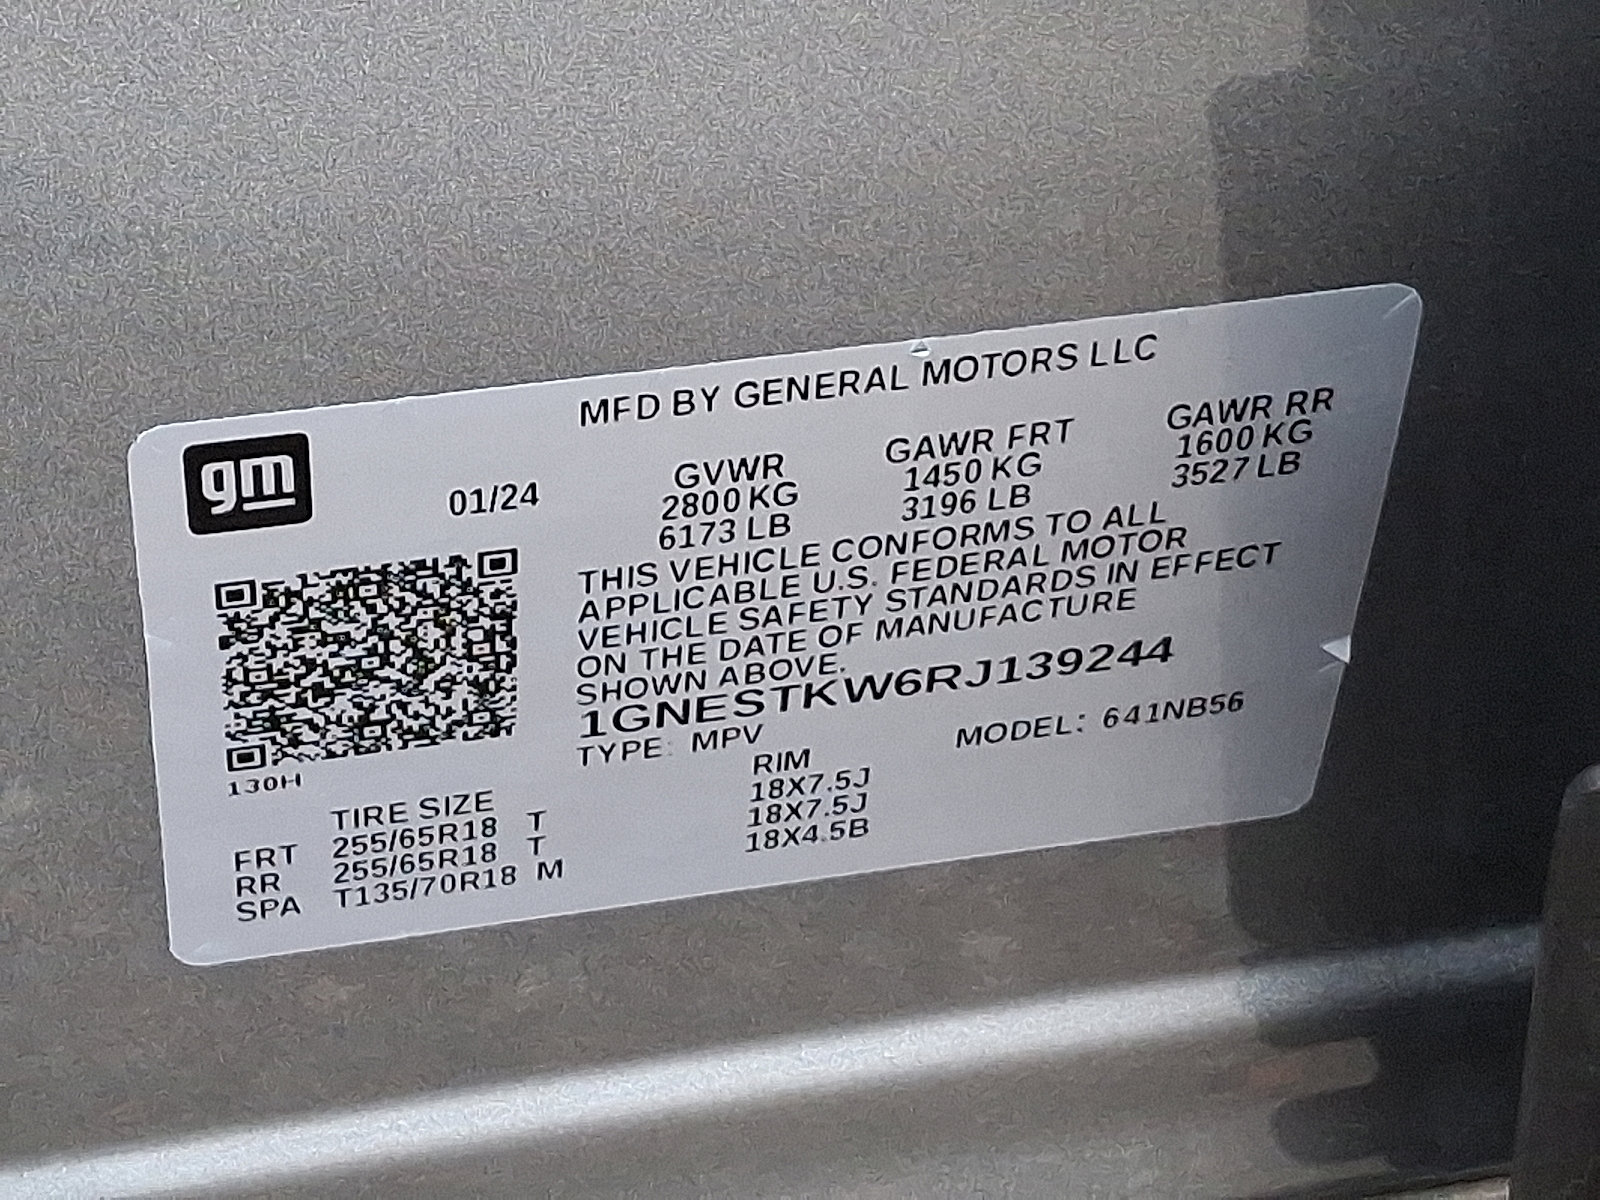 MFD BY GENERAL MOTORS LLC
gm
01/24
GVWR
2800 KG
6173 LB
GAWR FRT
1450 KG
3196 LB
GAWR RR
1600 KG
3527 LB
THIS VEHICLE CONFORMS TO ALL
APPLICABLE U.S. FEDERAL MOTOR
VEHICLE SAFETY STANDARDS IN EFFECT
ON THE DATE OF MANUFACTURE
SHOWN ABOVE.
1GNESTKW6RJ139244
TYPE: MPV MODEL: 641NB56
130H
TIRE SIZE RIM
FRT 255/65R18 T 18X7.5J
RR 255/65R18 T 18X7.5J
SPA T135/70R18 M 18X4.5B